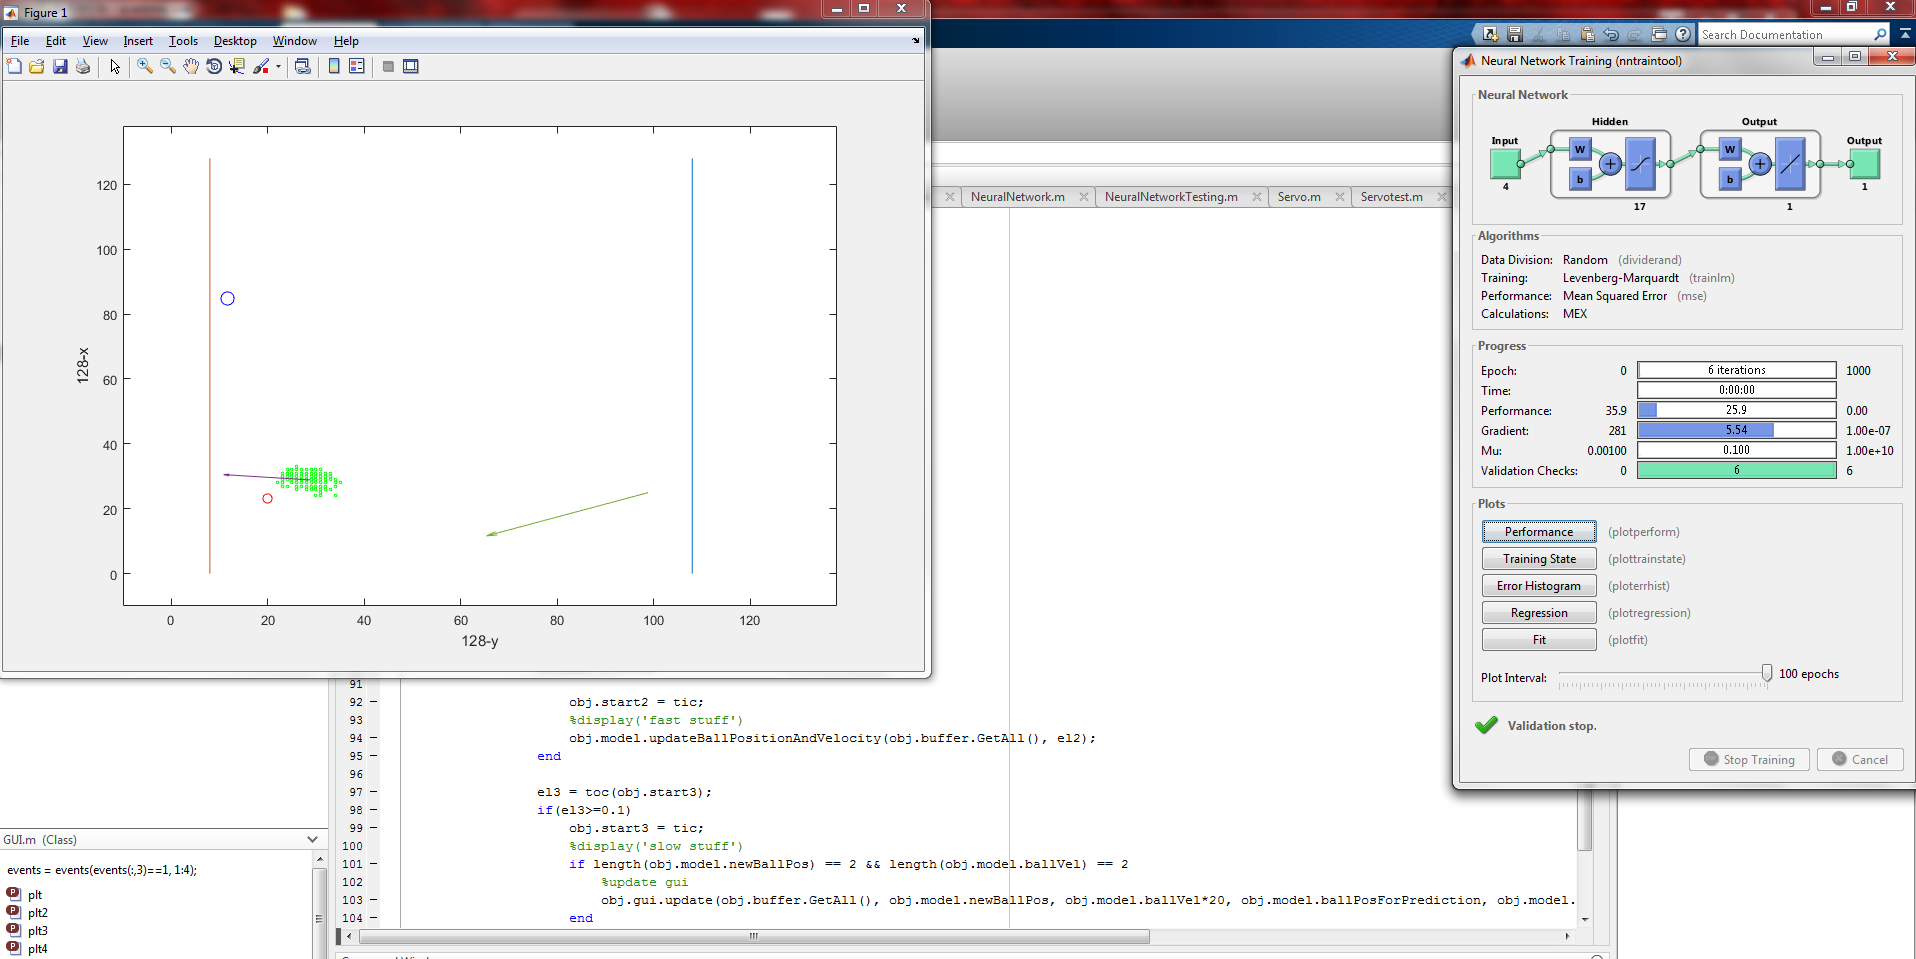 Figure 1
File Edit View Insert Tools Desktop Window Help
128-x
120
100
80
60
40
20
0
0 20 40 60 80 100 120
128-y
Search Documentation
NeuralNetwork.m NeuralNetworkTesting.m Servo.m Servotest.m
91
92 obj.start2 = tic;
93 %display('fast stuff')
94 obj.model.updateBallPositionAndVelocity(obj.buffer.GetAll(), el2);
95 end
96
97 el3 = toc(obj.start3);
98 if(el3>=0.1)
99 obj.start3 = tic;
100 %display('slow stuff')
101 if length(obj.model.newBallPos) == 2 && length(obj.model.ballVel) == 2
102 %update gui
103 obj.gui.update(obj.buffer.GetAll(), obj.model.newBallPos, obj.model.ballVel*20, obj.model.ballPosForPrediction, obj.model.
104 end
GUI.m (Class)
events = events(events(:,3)==1, 1:4);
P plt
P plt2
P plt3
P plt4
Neural Network Training (nntraintool)
Neural Network
Hidden Output
Input Output
W W
b b
4 1
17 1
Algorithms
Data Division: Random (dividerand)
Training: Levenberg-Marquardt (trainlm)
Performance: Mean Squared Error (mse)
Calculations: MEX
Progress
Epoch: 0 6 iterations 1000
Time: 0:00:00
Performance: 35.9 25.9 0.00
Gradient: 281 5.54 1.00e-07
Mu: 0.00100 0.100 1.00e+10
Validation Checks: 0 6 6
Plots
Performance (plotperform)
Training State (plottrainstate)
Error Histogram (ploterrhist)
Regression (plotregression)
Fit (plotfit)
Plot Interval: 100 epochs
Validation stop.
Stop Training Cancel